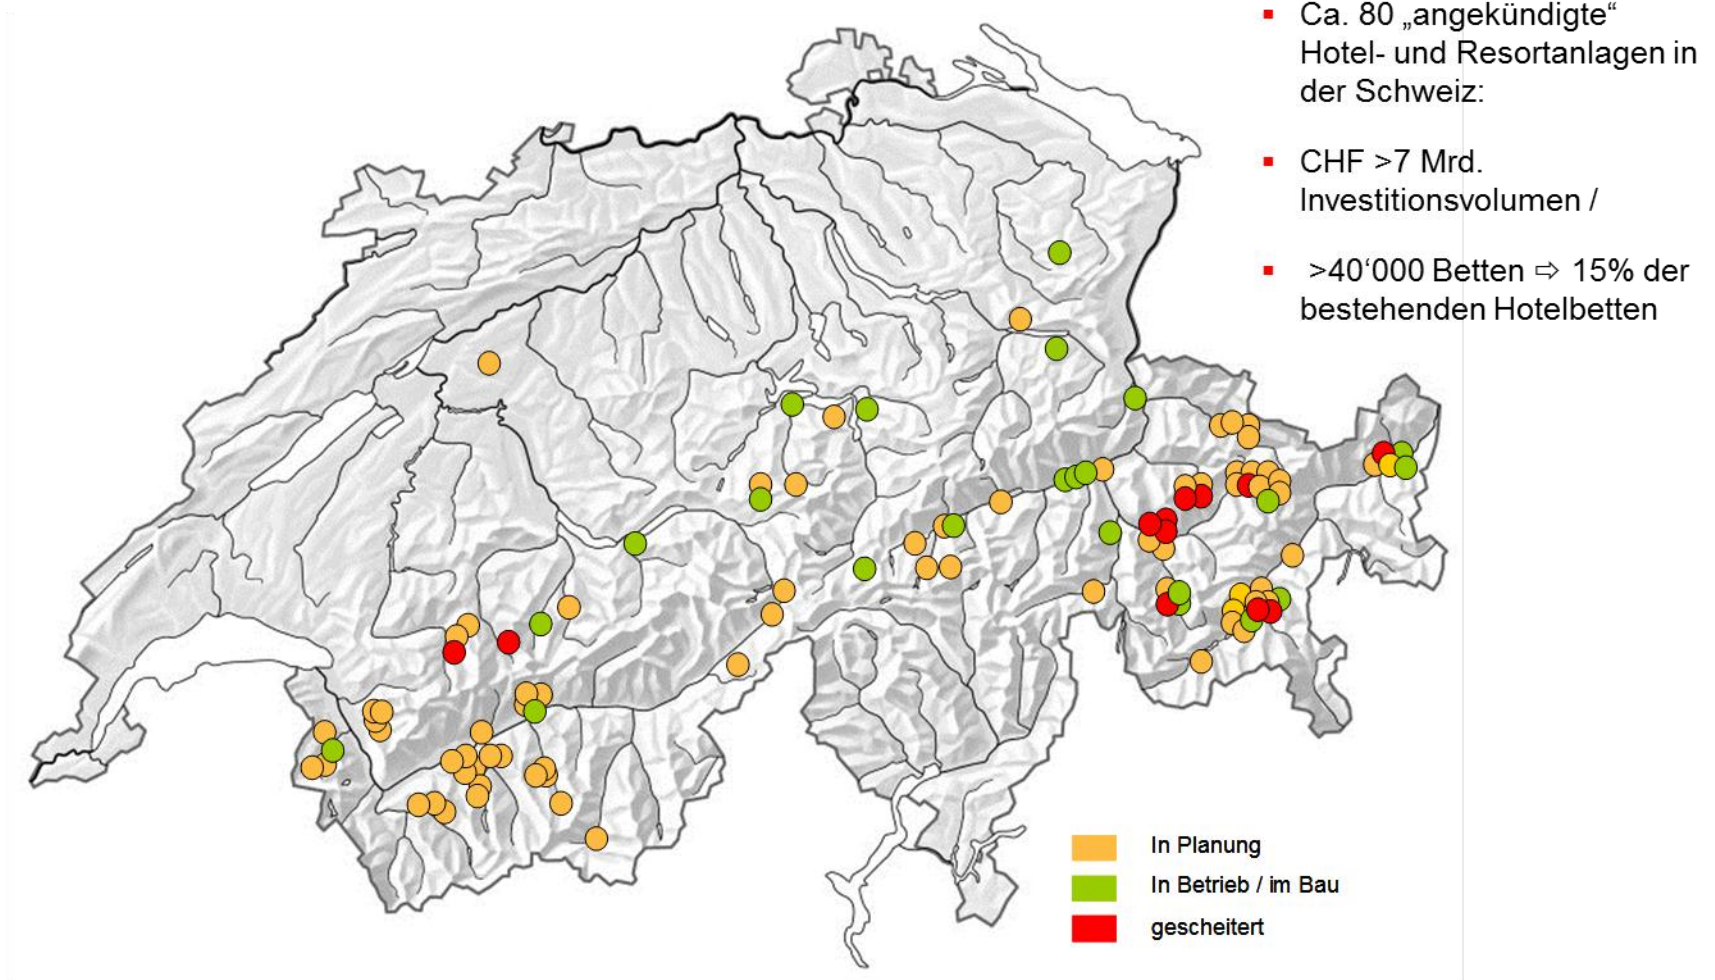 Ca. 80 „angekündigte“
Hotel- und Resortanlagen in
der Schweiz:
CHF >7 Mrd.
Investitionsvolumen /
>40‘000 Betten ⇨ 15% der
bestehenden Hotelbetten
In Planung
In Betrieb / im Bau
gescheitert